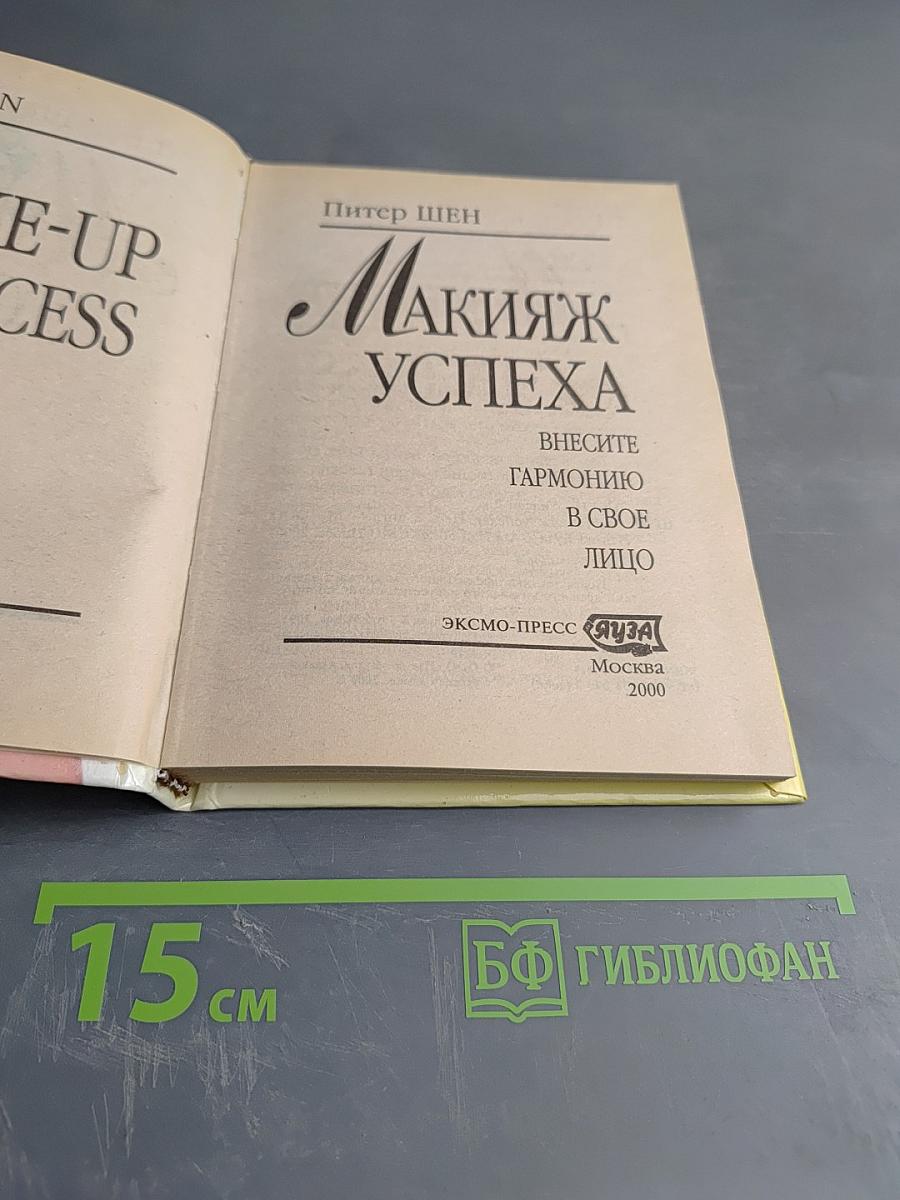 N
KE-UP
CESS
Питер ШЕН
МАКИЯЖ
УСПЕХА
ВНЕСИТЕ
ГАРМОНИЮ
В СВОЕ
ЛИЦО
ЭКСМО-ПРЕСС ЯУЗА
Москва
2000
15 см
БФ ГИБЛИОФАН